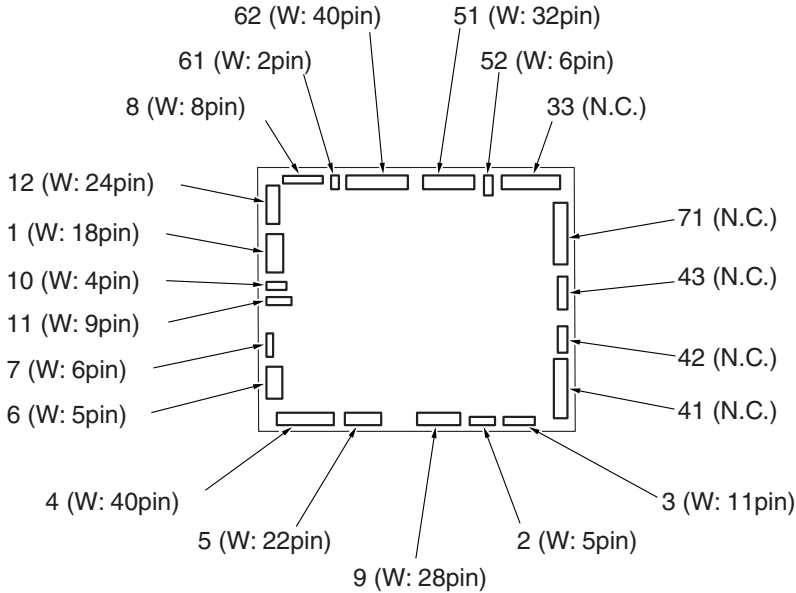 62 (W: 40pin)
51 (W: 32pin)
61 (W: 2pin)
52 (W: 6pin)
8 (W: 8pin)
33 (N.C.)
12 (W: 24pin)
1 (W: 18pin)
10 (W: 4pin)
11 (W: 9pin)
7 (W: 6pin)
6 (W: 5pin)
71 (N.C.)
43 (N.C.)
42 (N.C.)
41 (N.C.)
4 (W: 40pin)
3 (W: 11pin)
5 (W: 22pin)
2 (W: 5pin)
9 (W: 28pin)